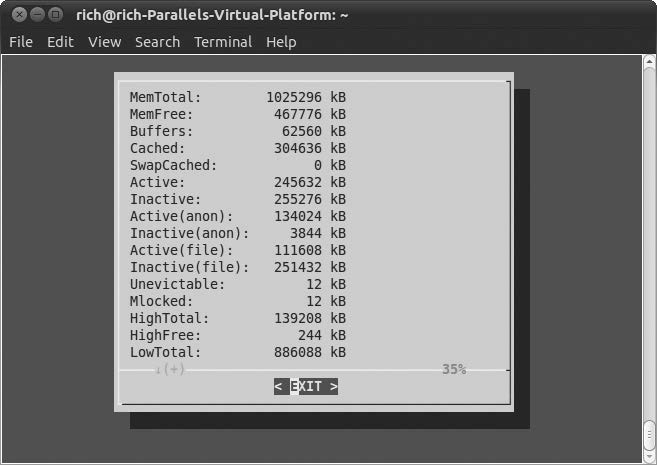 rich@rich-Parallels-Virtual-Platform: ~
File Edit View Search Terminal Help
MemTotal: 1025296 kB
MemFree: 467776 kB
Buffers: 62560 kB
Cached: 304636 kB
SwapCached: 0 kB
Active: 245632 kB
Inactive: 255276 kB
Active(anon): 134024 kB
Inactive(anon): 3844 kB
Active(file): 111608 kB
Inactive(file): 251432 kB
Unevictable: 12 kB
Mlocked: 12 kB
HighTotal: 139208 kB
HighFree: 244 kB
LowTotal: 886088 kB
↓(+) 35%
< EXIT >